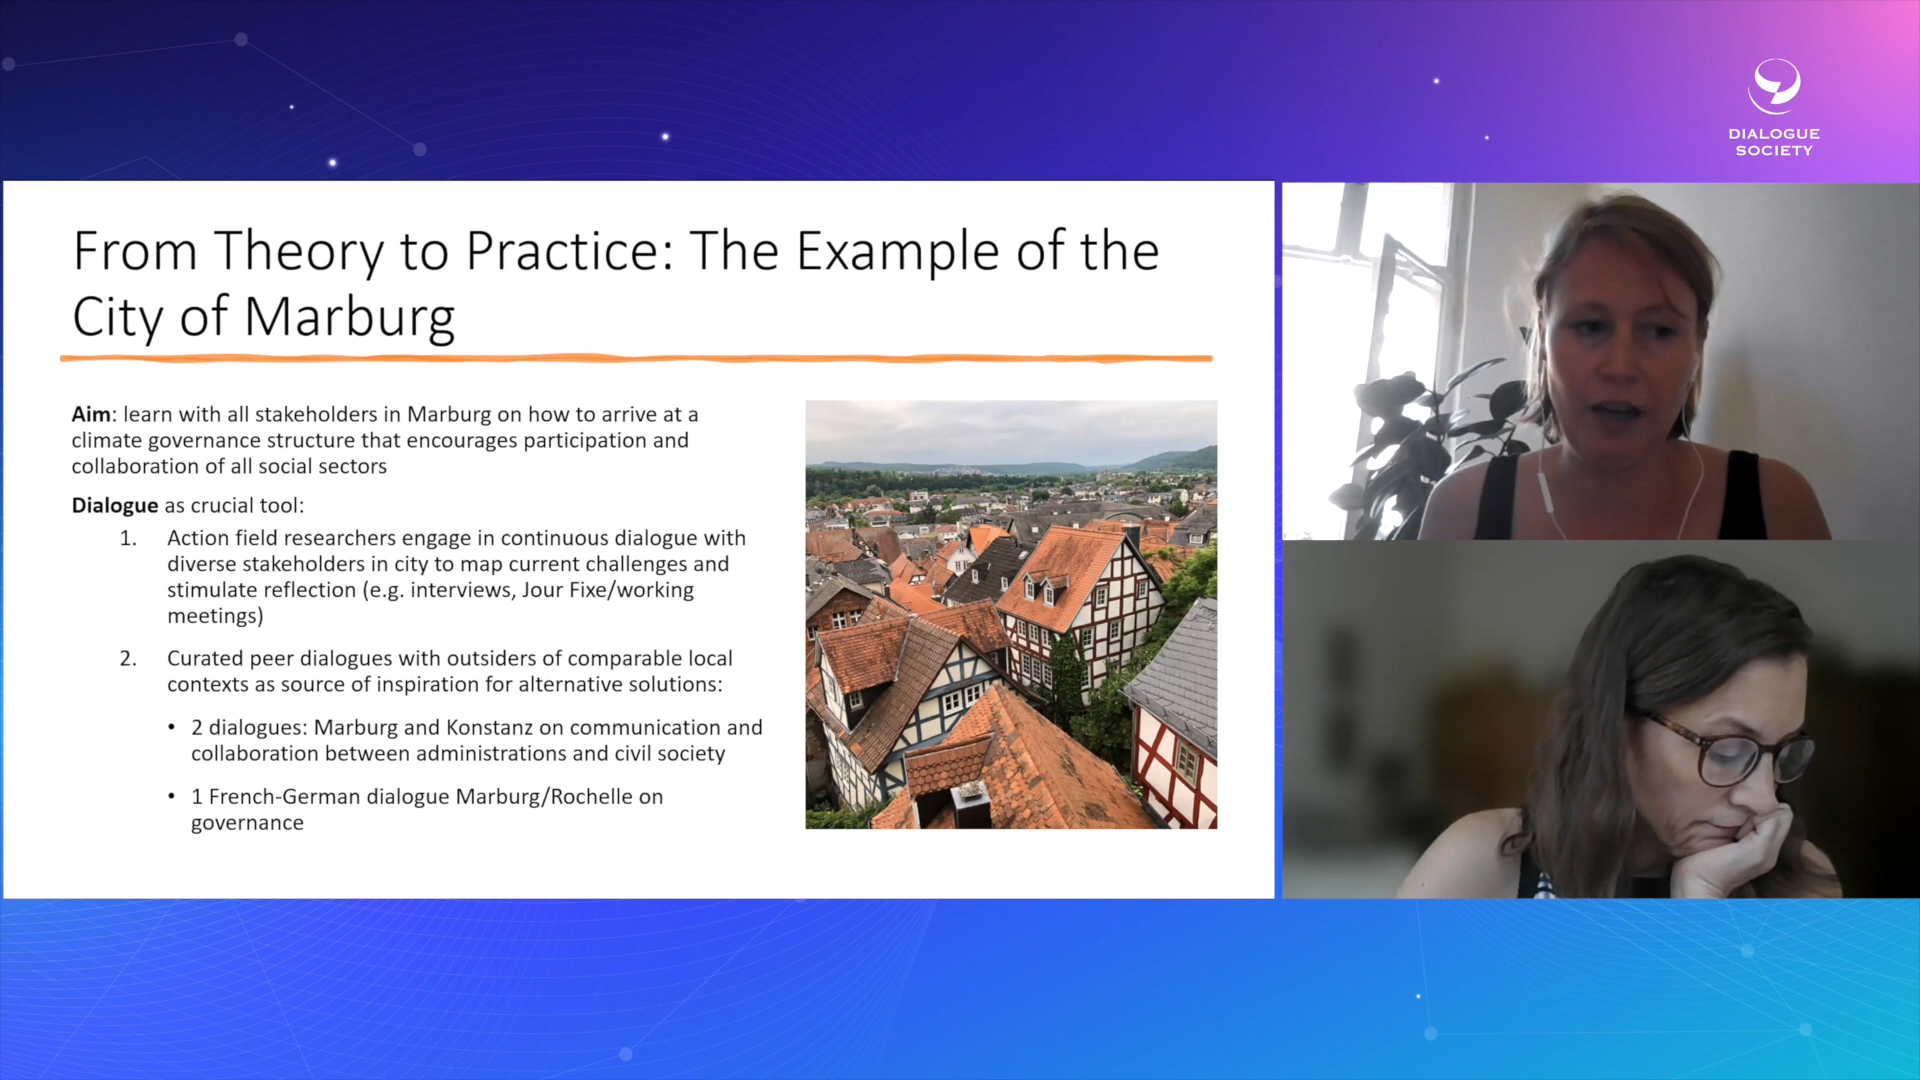 DIALOGUE
SOCIETY
From Theory to Practice: The Example of the
City of Marburg
Aim: learn with all stakeholders in Marburg on how to arrive at a
climate governance structure that encourages participation and
collaboration of all social sectors
Dialogue as crucial tool:
1. Action field researchers engage in continuous dialogue with
diverse stakeholders in city to map current challenges and
stimulate reflection (e.g. interviews, Jour Fixe/working
meetings)
2. Curated peer dialogues with outsiders of comparable local
contexts as source of inspiration for alternative solutions:
• 2 dialogues: Marburg and Konstanz on communication and
collaboration between administrations and civil society
• 1 French-German dialogue Marburg/Rochelle on
governance